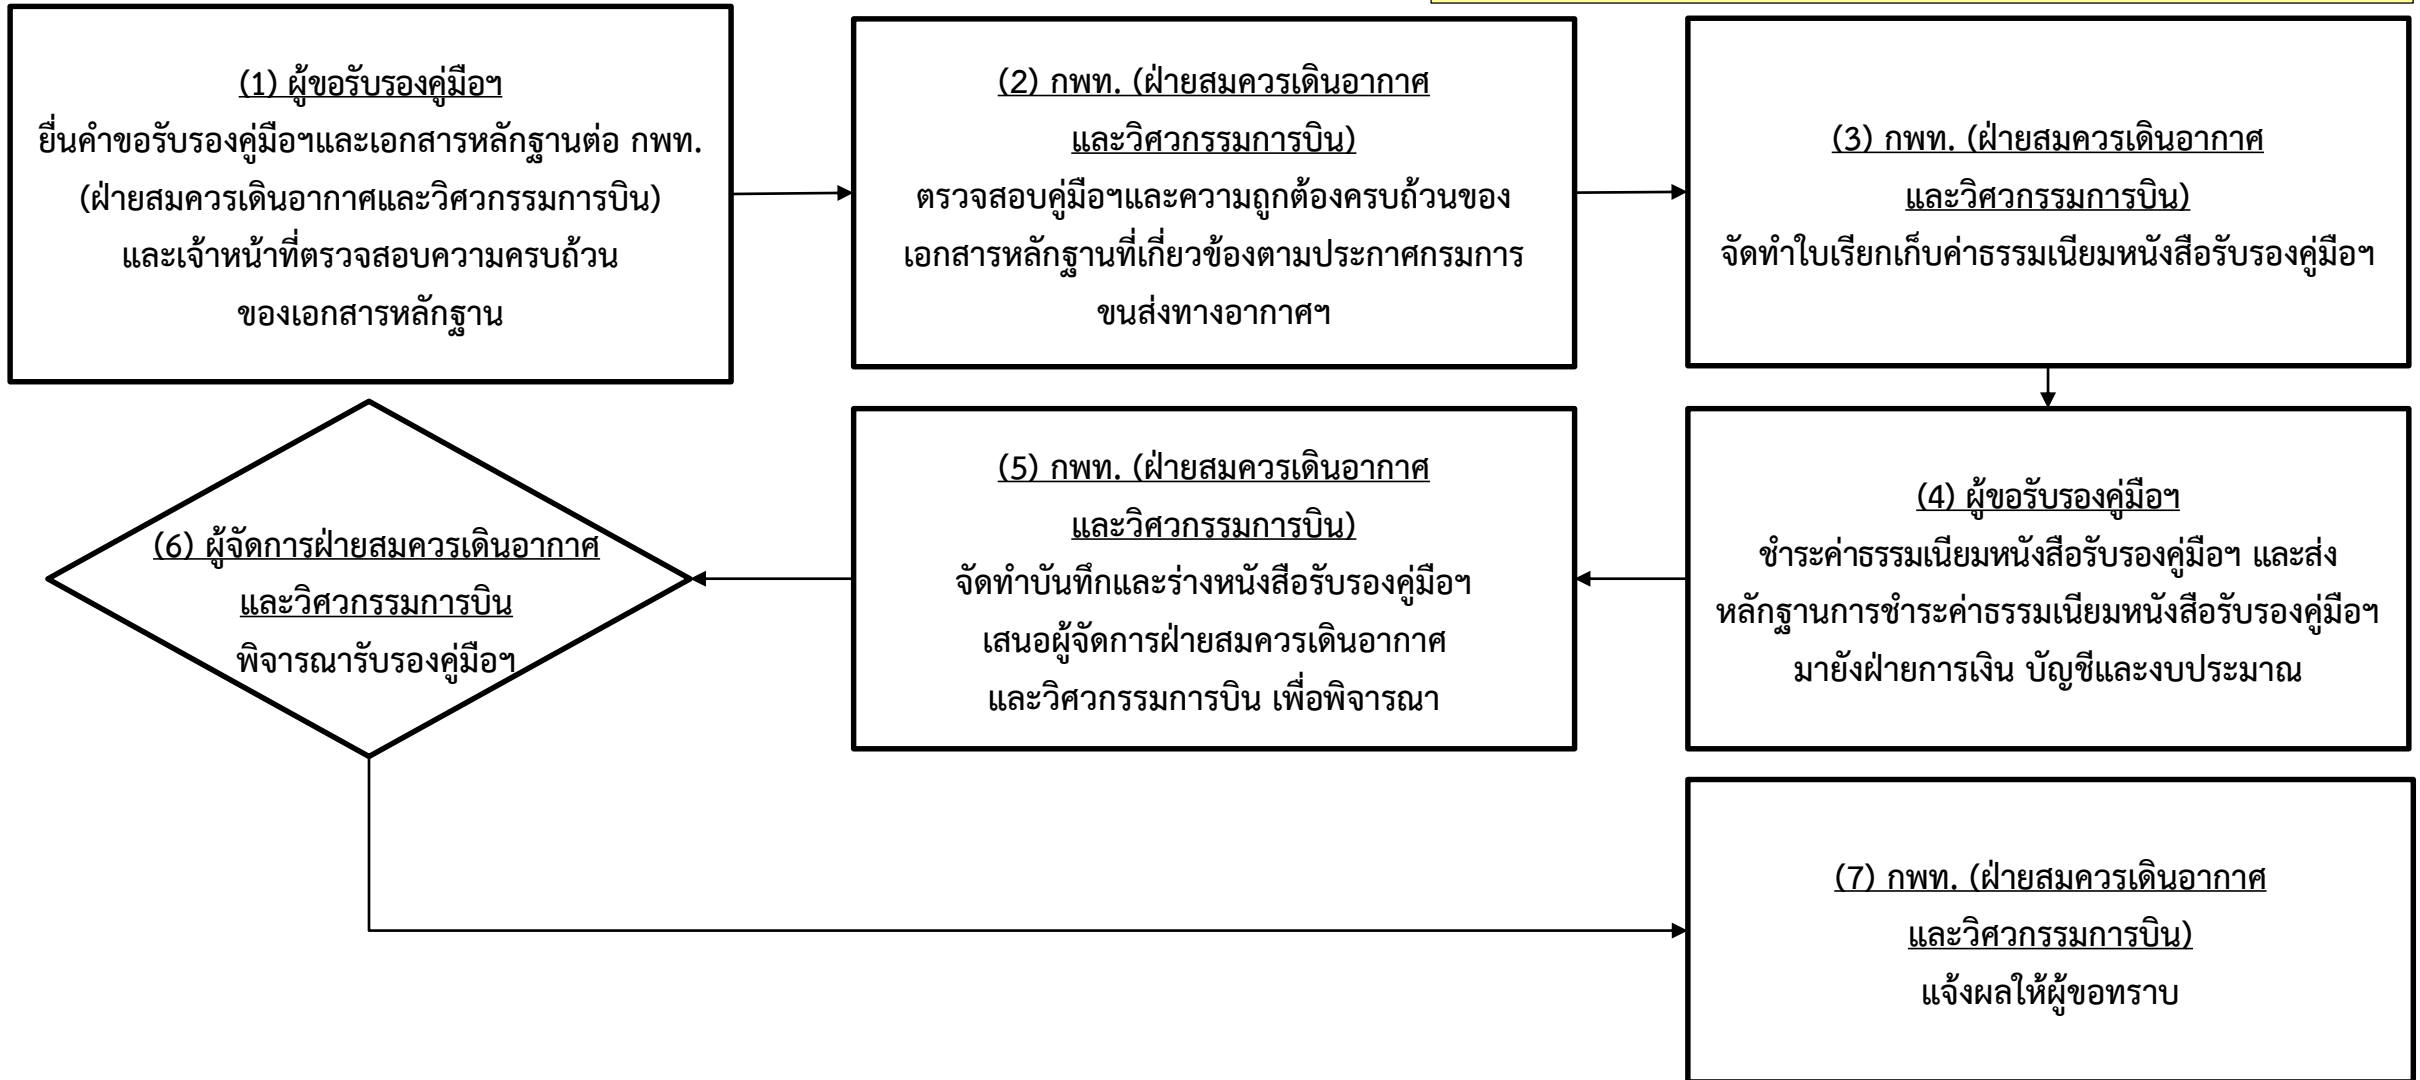 (1) ผู้ขอรับรองคู่มือฯ
ยื่นคำขอรับรองคู่มือฯและเอกสารหลักฐานต่อ กพท.
(ฝ่ายสมควรเดินอากาศและวิศวกรรมการบิน)
และเจ้าหน้าที่ตรวจสอบความครบถ้วน
ของเอกสารหลักฐาน
(2) กพท. (ฝ่ายสมควรเดินอากาศ
และวิศวกรรมการบิน)
ตรวจสอบคู่มือฯและความถูกต้องครบถ้วนของ
เอกสารหลักฐานที่เกี่ยวข้องตามประกาศกรมการ
ขนส่งทางอากาศฯ
(3) กพท. (ฝ่ายสมควรเดินอากาศ
และวิศวกรรมการบิน)
จัดทำใบเรียกเก็บค่าธรรมเนียมหนังสือรับรองคู่มือฯ
(4) ผู้ขอรับรองคู่มือฯ
ชำระค่าธรรมเนียมหนังสือรับรองคู่มือฯ และส่ง
หลักฐานการชำระค่าธรรมเนียมหนังสือรับรองคู่มือฯ
มายังฝ่ายการเงิน บัญชีและงบประมาณ
(5) กพท. (ฝ่ายสมควรเดินอากาศ
และวิศวกรรมการบิน)
จัดทำบันทึกและร่างหนังสือรับรองคู่มือฯ
เสนอผู้จัดการฝ่ายสมควรเดินอากาศ
และวิศวกรรมการบิน เพื่อพิจารณา
(6) ผู้จัดการฝ่ายสมควรเดินอากาศ
และวิศวกรรมการบิน
พิจารณารับรองคู่มือฯ
(7) กพท. (ฝ่ายสมควรเดินอากาศ
และวิศวกรรมการบิน)
แจ้งผลให้ผู้ขอทราบ